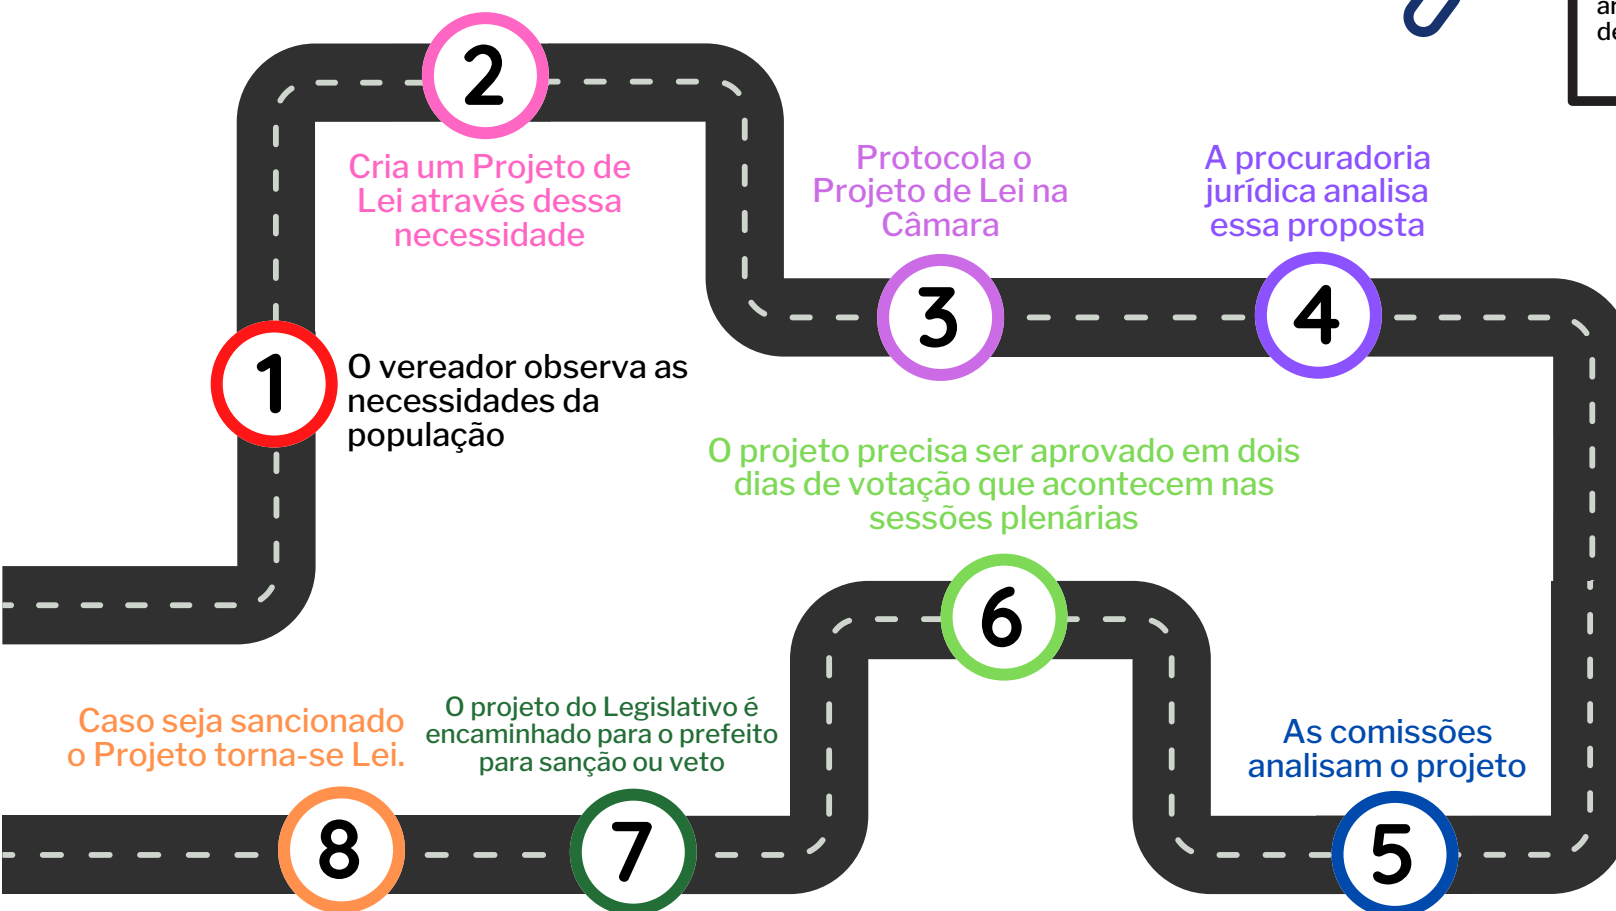 2
Cria um Projeto de
Lei através dessa
necessidade
1
O vereador observa as
necessidades da
população
Protocola o
Projeto de Lei na
Câmara
3
A procuradoria
jurídica analisa
essa proposta
4
As comissões
analisam o projeto
5
O projeto precisa ser aprovado em dois
dias de votação que acontecem nas
sessões plenárias
6
O projeto do Legislativo é
encaminhado para o prefeito
para sanção ou veto
7
Caso seja sancionado
o Projeto torna-se Lei.
8